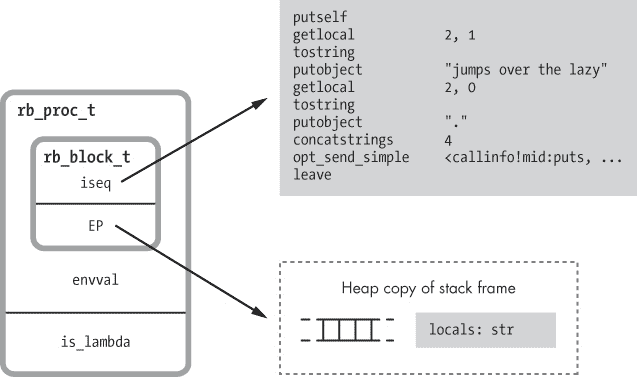 putself
getlocal 2, 1
tostring
putobject "jumps over the lazy"
getlocal 2, 0
tostring
putobject "."
concatstrings 4
opt_send_simple <callinfo!mid:puts, ...
leave
rb_proc_t
rb_block_t
iseq
EP
envval
is_lambda
Heap copy of stack frame
locals: str